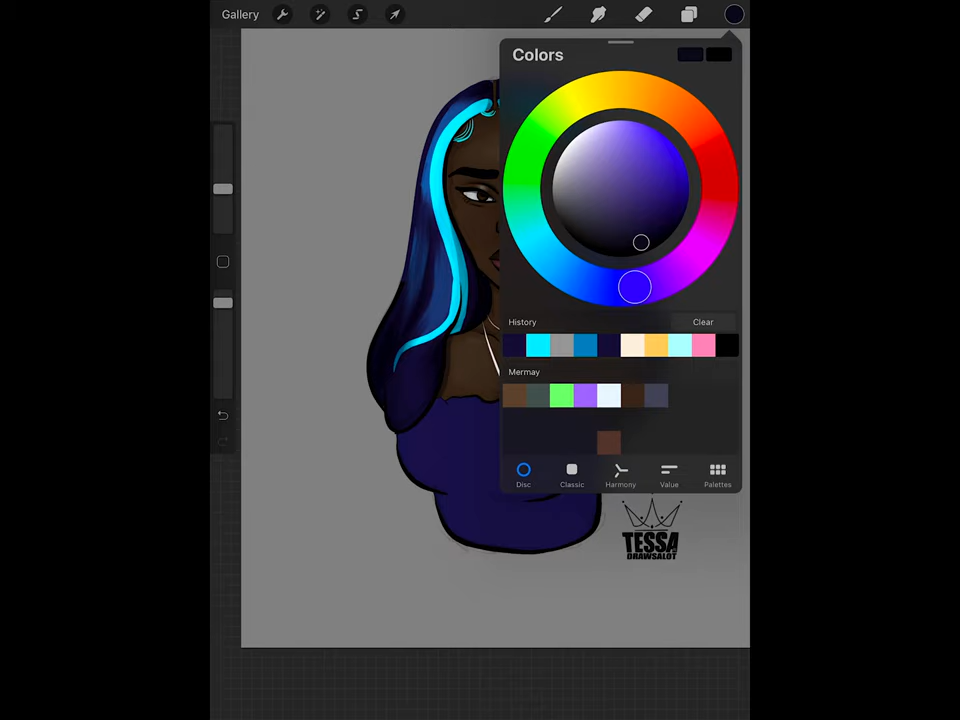 Gallery
Colors
History
Clear
Mermay
Disc
Classic
Harmony
Value
Palettes
TESSA
DRAWSALOT